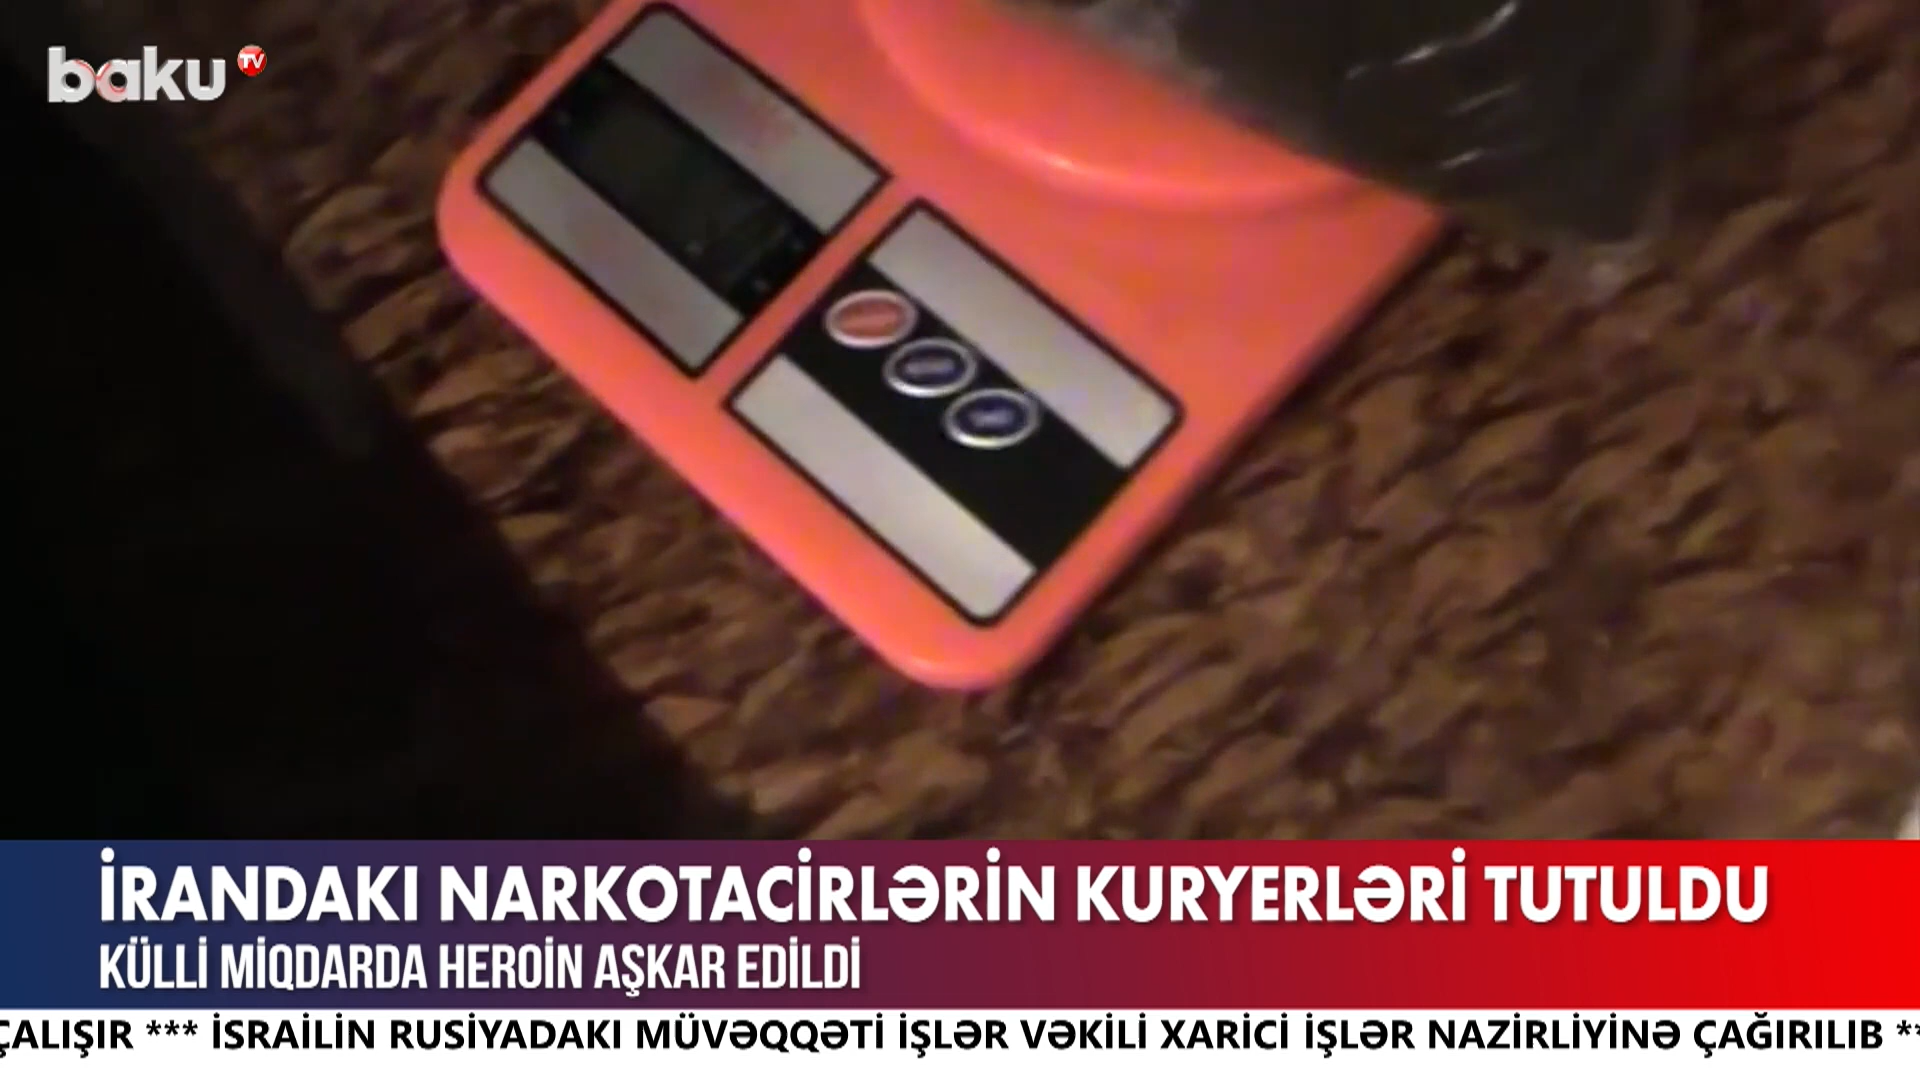 baku TV
İRANDAKI NARKOTACİRLƏRİN KURYERLƏRİ TUTULDU
KÜLLİ MİQDARDA HEROİN AŞKAR EDİLDİ
ÇALIŞIR *** İSRAİLİN RUSİYADAKI MÜVƏQQƏTİ İŞLƏR VƏKİLİ XARİCİ İŞLƏR NAZİRLİYİNƏ ÇAĞIRILIB **